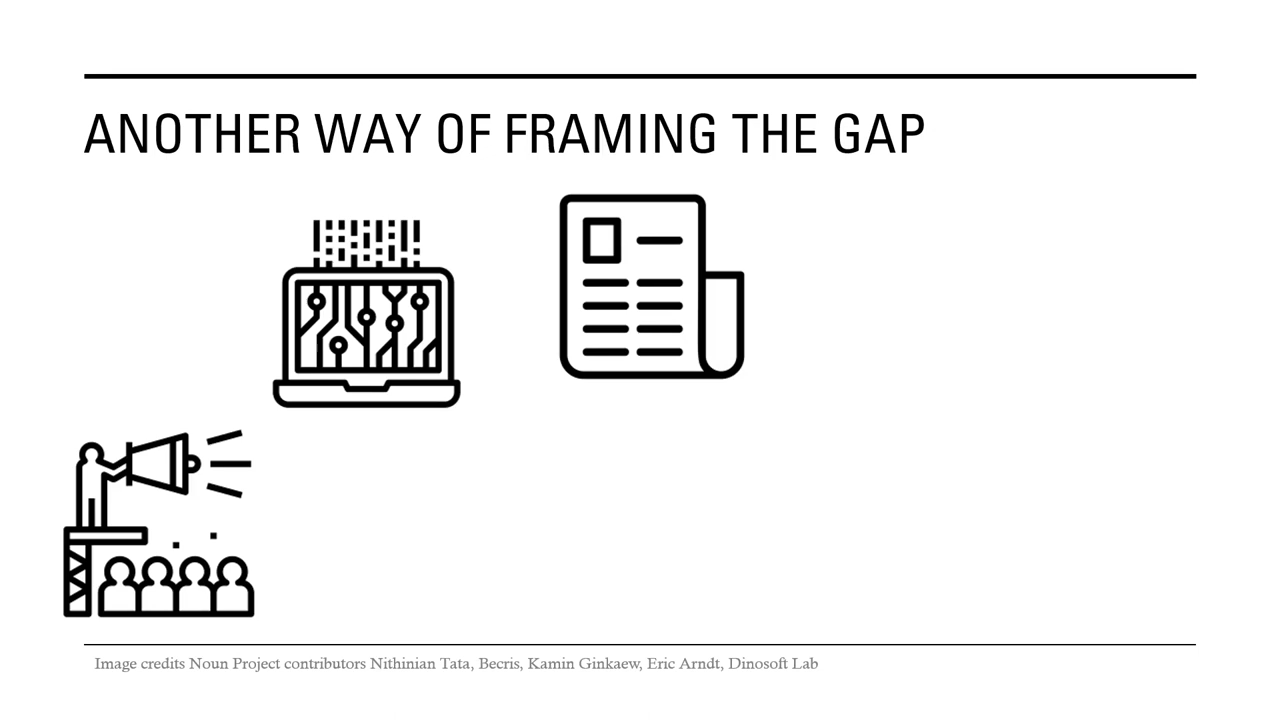 ANOTHER WAY OF FRAMING THE GAP
Image credits Noun Project contributors Nithinian Tata, Becris, Kamin Ginkaew, Eric Arndt, Dinosoft Lab